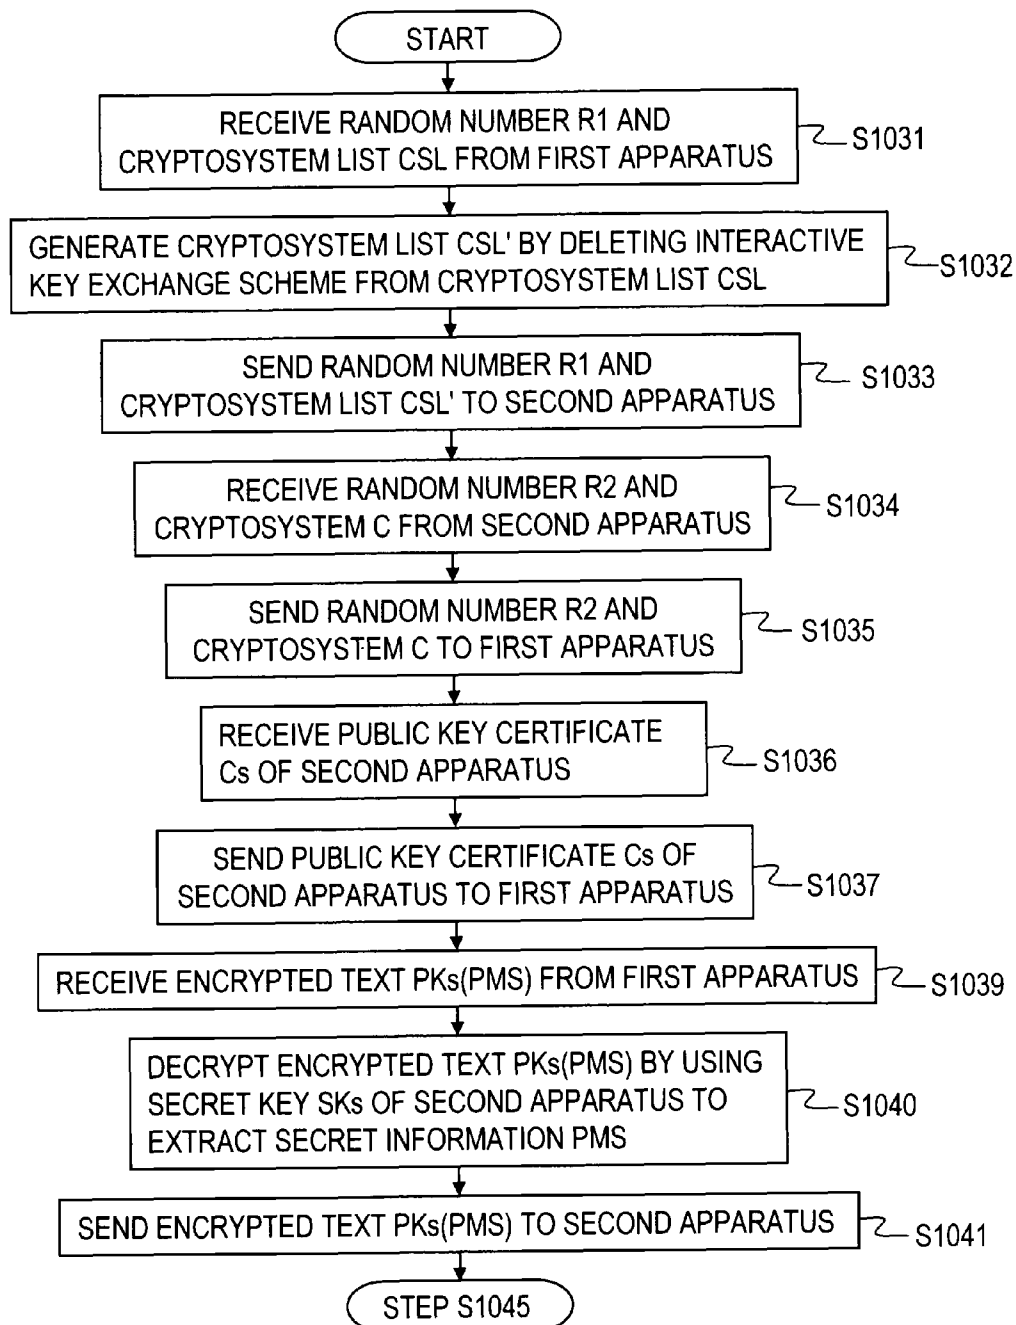 START
RECEIVE RANDOM NUMBER R1 AND
CRYPTOSYSTEM LIST CSL FROM FIRST APPARATUS
S1031
GENERATE CRYPTOSYSTEM LIST CSL' BY DELETING INTERACTIVE
KEY EXCHANGE SCHEME FROM CRYPTOSYSTEM LIST CSL
S1032
SEND RANDOM NUMBER R1 AND
CRYPTOSYSTEM LIST CSL' TO SECOND APPARATUS
S1033
RECEIVE RANDOM NUMBER R2 AND
CRYPTOSYSTEM C FROM SECOND APPARATUS
S1034
SEND RANDOM NUMBER R2 AND
CRYPTOSYSTEM C TO FIRST APPARATUS
S1035
RECEIVE PUBLIC KEY CERTIFICATE
Cs OF SECOND APPARATUS
S1036
SEND PUBLIC KEY CERTIFICATE Cs OF
SECOND APPARATUS TO FIRST APPARATUS
S1037
RECEIVE ENCRYPTED TEXT PKs(PMS) FROM FIRST APPARATUS
S1039
DECRYPT ENCRYPTED TEXT PKs(PMS) BY USING
SECRET KEY SKs OF SECOND APPARATUS TO
EXTRACT SECRET INFORMATION PMS
S1040
SEND ENCRYPTED TEXT PKs(PMS) TO SECOND APPARATUS
S1041
STEP S1045